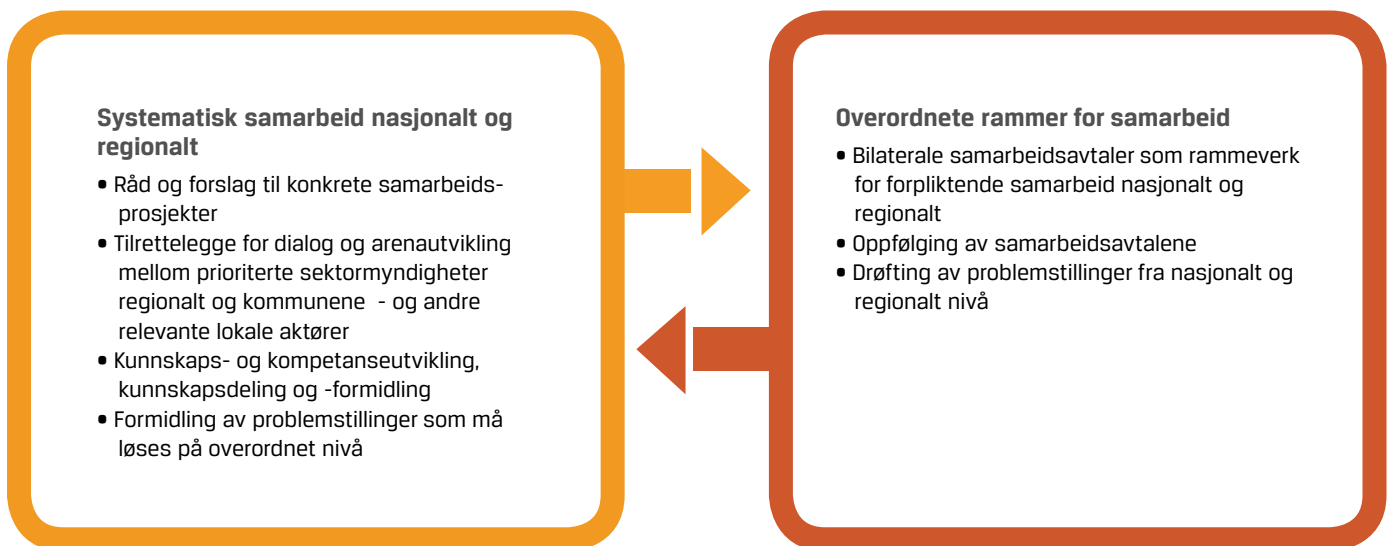 Systematisk samarbeid nasjonalt og
regionalt
• Råd og forslag til konkrete samarbeids-
prosjekter
• Tilrettelegge for dialog og arenautvikling
mellom prioriterte sektormyndigheter
regionalt og kommunene - og andre
relevante lokale aktører
• Kunnskaps- og kompetanseutvikling,
kunnskapsdeling og -formidling
• Formidling av problemstillinger som må
løses på overordnet nivå
Overordnete rammer for samarbeid
• Bilaterale samarbeidsavtaler som rammeverk
for forpliktende samarbeid nasjonalt og
regionalt
• Oppfølging av samarbeidsavtalene
• Drøfting av problemstillinger fra nasjonalt og
regionalt nivå